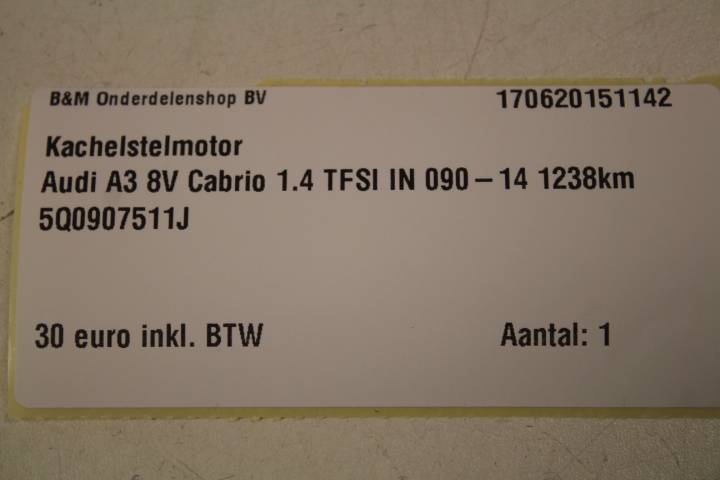 B&M Onderdelenshop BV 170620151142
Kachelstelmotor
Audi A3 8V Cabrio 1.4 TFSI IN 090-14 1238km
5Q0907511J
30 euro inkl. BTW Aantal: 1